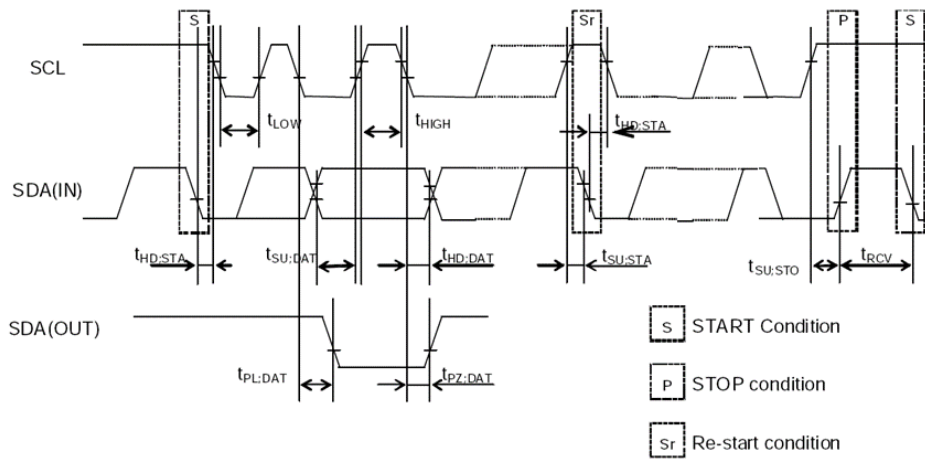 S Sr P S
SCL
tLOW tHIGH tHD;STA
SDA(IN)
tHD;STA tSU;DAT tHD;DAT tSU;STA tSU;STO tRCV
SDA(OUT)
S START Condition
tPL;DAT tPZ;DAT
P STOP condition
Sr Re-start condition